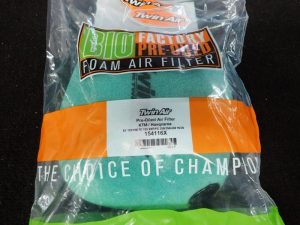 Twin Air
BIO FACTORY
PRE-OILED
FOAM AIR FILTER
Twin Air
Pre-Oiled Air Filter
KTM / Husqvarna
154116X
THE CHOICE OF CHAMPION